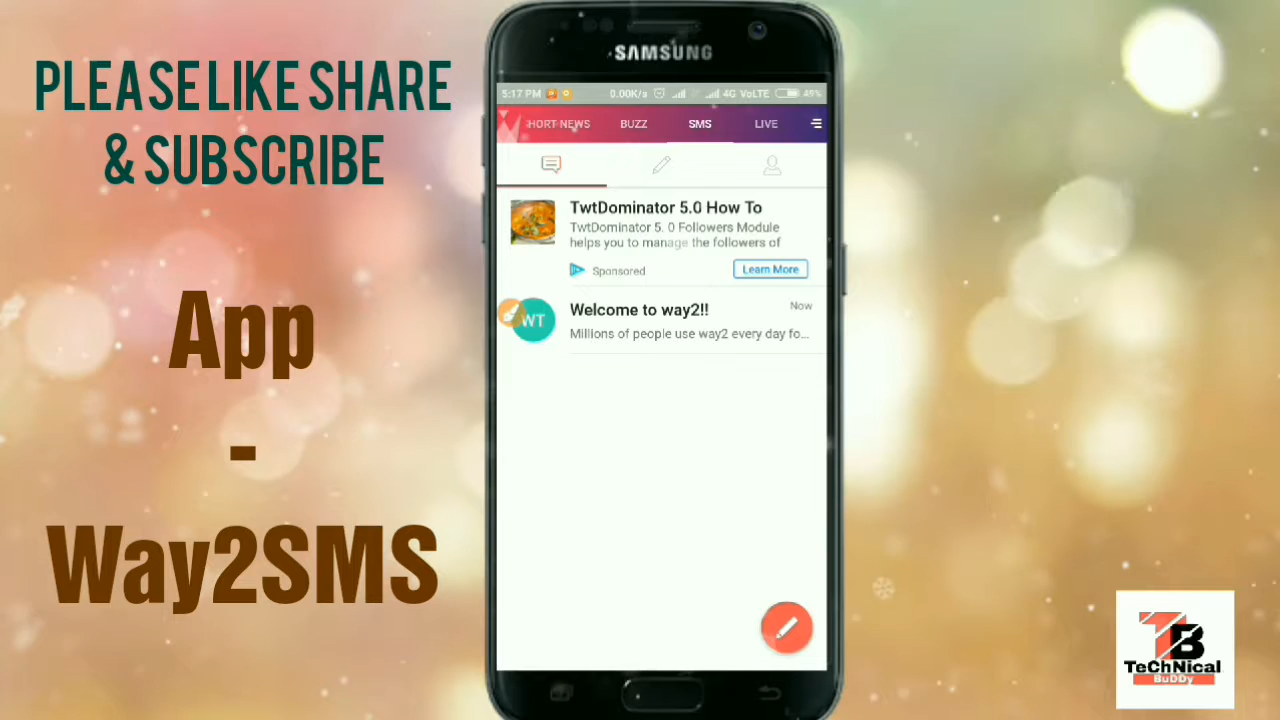 PLEASE LIKE SHARE
& SUBSCRIBE
App
-
Way2SMS
SAMSUNG
5:17 PM 0.00K/s 4G VoLTE 49%
HORT NEWS BUZZ SMS LIVE
TwtDominator 5.0 How To
TwtDominator 5. 0 Followers Module
helps you to manage the followers of
Sponsored Learn More
WT Welcome to way2!! Now
Millions of people use way2 every day fo...
TB
TeChNical
BuDDy